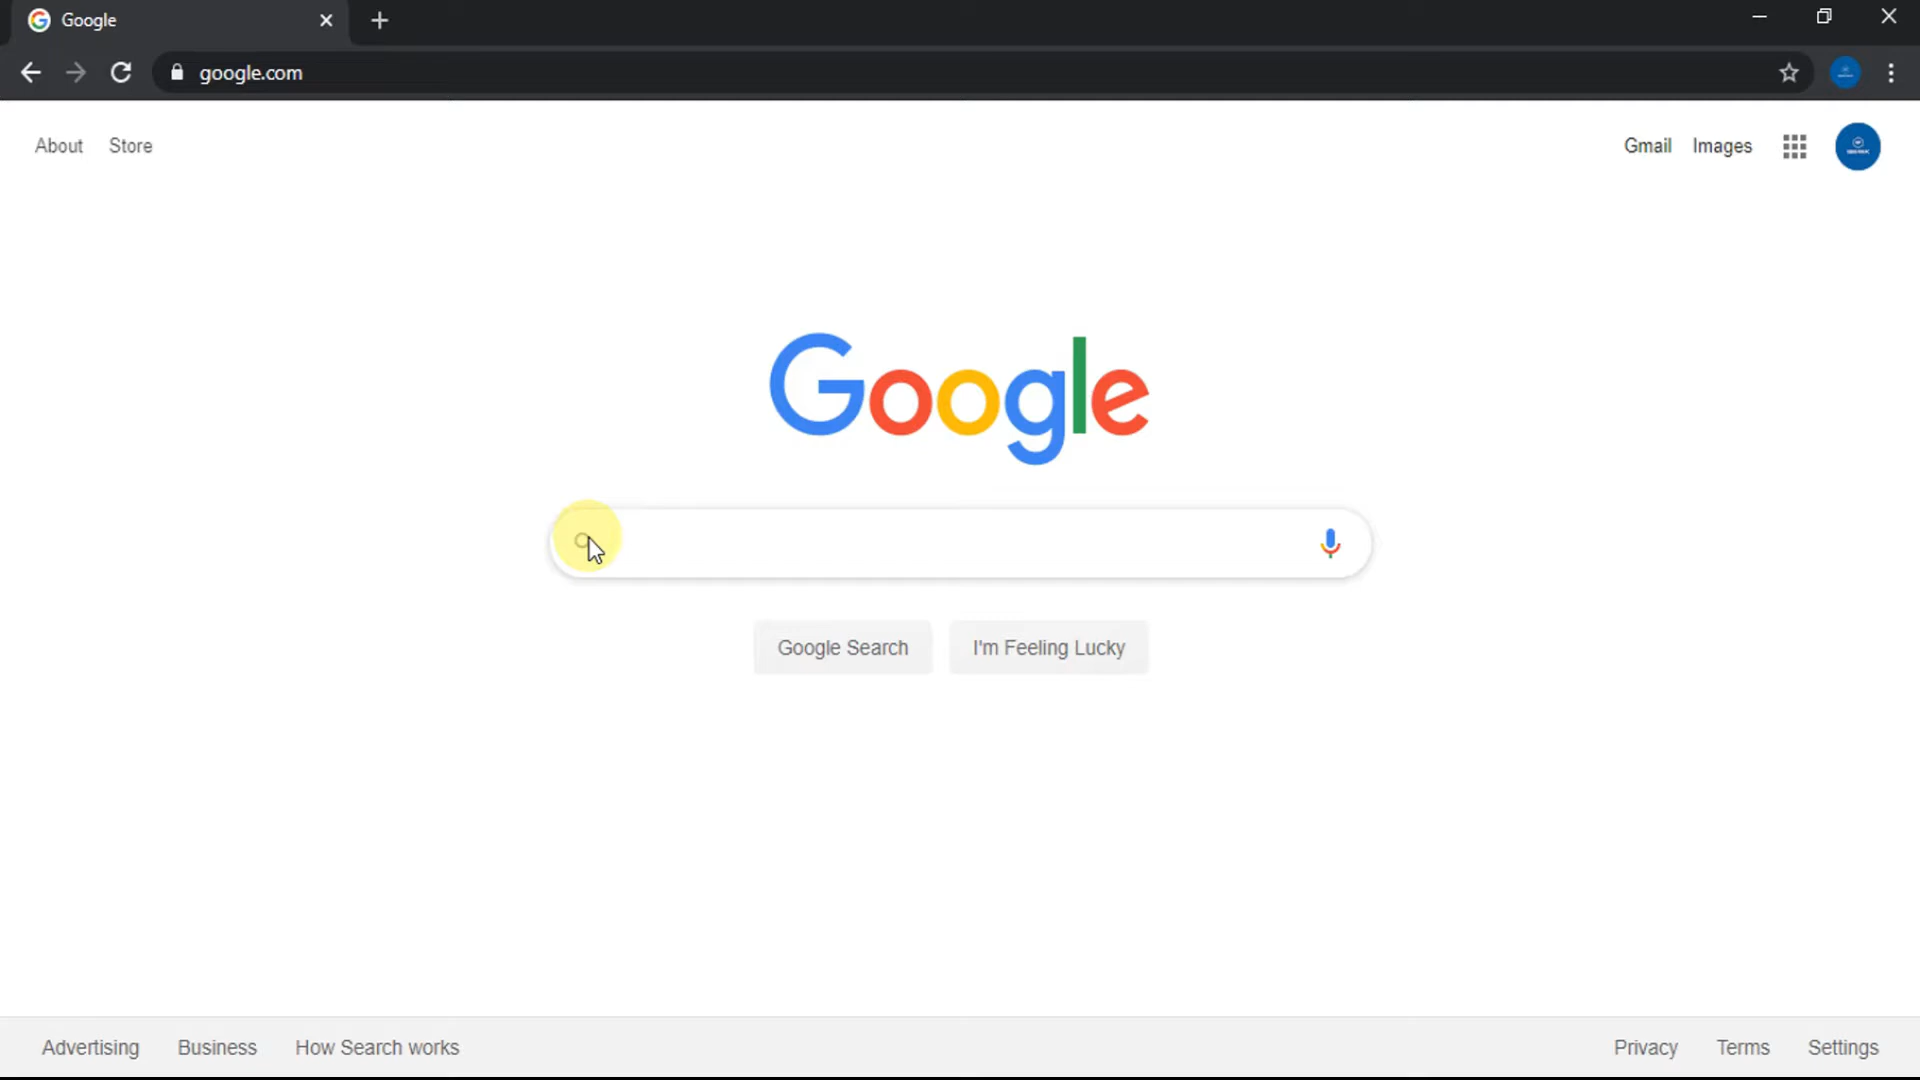 Google
google.com
About Store
Gmail Images
Google
Google Search
I'm Feeling Lucky
Advertising Business How Search works
Privacy Terms Settings